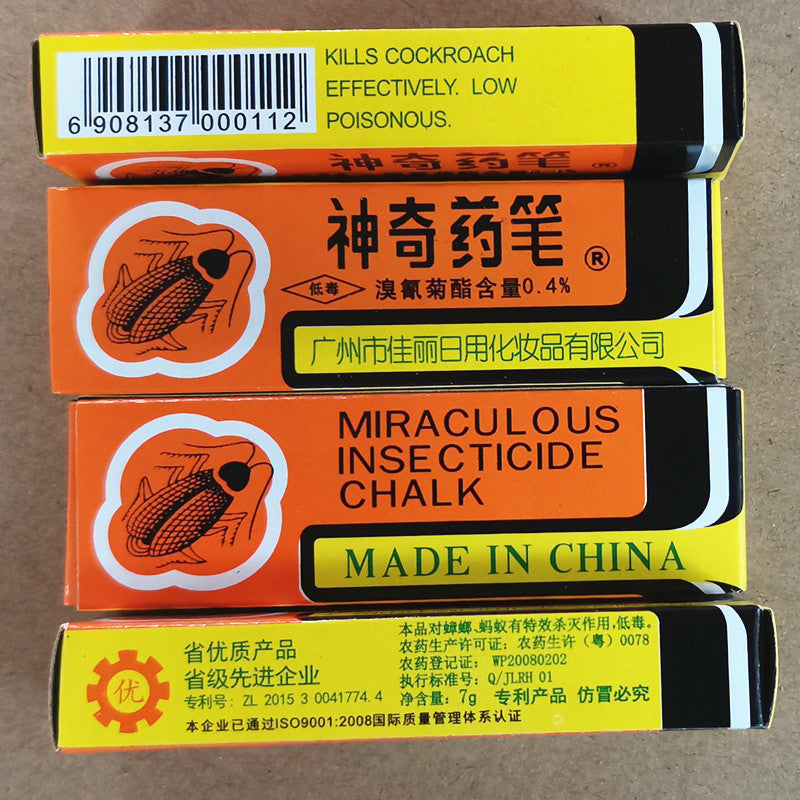 KILLS COCKROACH
EFFECTIVELY. LOW
POISONOUS.
6 908137 000112
神奇药笔®
神奇药笔®
低毒
溴氰菊酯含量0.4%
广州市佳丽日用化妆品有限公司
MIRACULOUS
INSECTICIDE
CHALK
MADE IN CHINA
优
省优质产品
省级先进企业
专利号: ZL 2015 3 0041774.4
本企业已通过ISO9001:2008国际质量管理体系认证
本品对蟑螂、蚂蚁有特效杀灭作用,低毒。
农药生产许可证: 农药生许(粤)0078
农药登记证: WP20080202
执行标准号: Q/JLRH 01
净含量: 7g 专利产品 仿冒必究